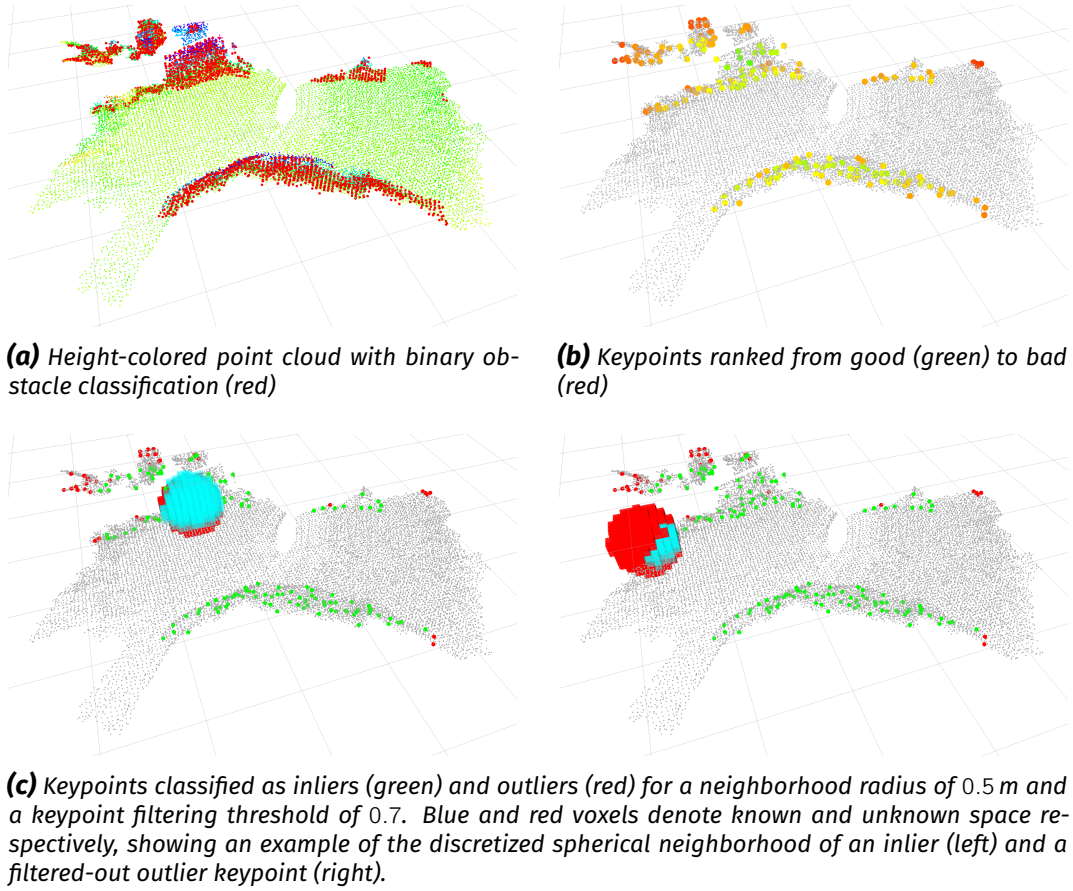 (a) Height-colored point cloud with binary ob-
stacle classification (red)
(b) Keypoints ranked from good (green) to bad
(red)
(c) Keypoints classified as inliers (green) and outliers (red) for a neighborhood radius of 0.5 m and
a keypoint filtering threshold of 0.7. Blue and red voxels denote known and unknown space re-
spectively, showing an example of the discretized spherical neighborhood of an inlier (left) and a
filtered-out outlier keypoint (right).